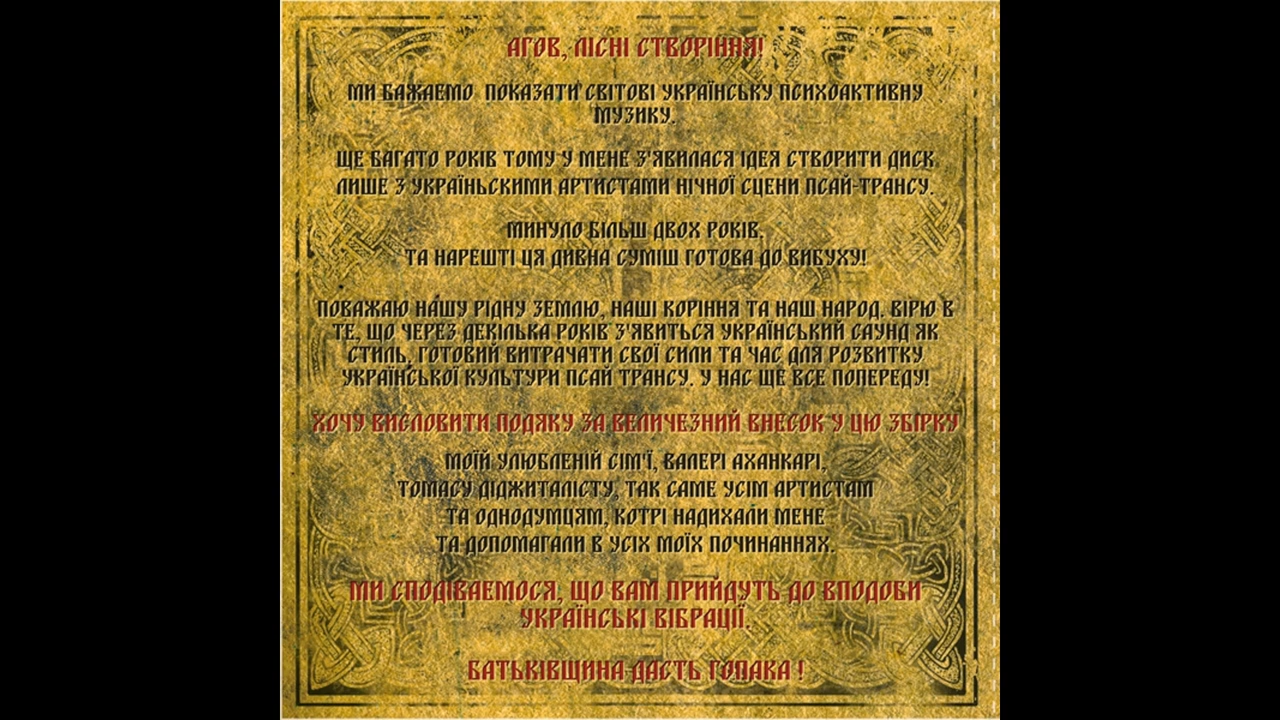 АГОВ, ЛІСНІ СТВОРІННЯ!
МИ БАЖАЄМО ПОКАЗАТИ СВІТОВІ УКРАЇНСЬКУ ПСИХОАКТИВНУ
МУЗИКУ.
ЩЕ БАГАТО РОКІВ ТОМУ У МЕНЕ З'ЯВИЛАСЯ ІДЕЯ СТВОРИТИ ДИСК
ЛИШЕ З УКРАЇНЬСКИМИ АРТИСТАМИ НІЧНОЇ СЦЕНИ ПСАЙ-ТРАНСУ.
МИНУЛО БІЛЬШ ДВОХ РОКІВ,
ТА НАРЕШТІ ЦЯ ДИВНА СУМІШ ГОТОВА ДО ВИБУХУ!
ПОВАЖАЮ НАШУ РІДНУ ЗЕМЛЮ, НАШІ КОРІННЯ ТА НАШ НАРОД. ВІРЮ В
ТЕ, ЩО ЧЕРЕЗ ДЕКІЛЬКА РОКІВ З'ЯВИТЬСЯ УКРАЇНСЬКИЙ САУНД ЯК
СТИЛЬ, ГОТОВИЙ ВИТРАЧАТИ СВОЇ СИЛИ ТА ЧАС ДЛЯ РОЗВИТКУ
УКРАЇНСЬКОЇ КУЛЬТУРИ ПСАЙ ТРАНСУ. У НАС ЩЕ ВСЕ ПОПЕРЕДУ!
ХОЧУ ВИСЛОВИТИ ПОДЯКУ ЗА ВЕЛИЧЕЗНИЙ ВНЕСОК У ЦЮ ЗБІРКУ
МОЇЙ УЛЮБЛЕНІЙ СІМ'Ї, ВАЛЕРІ АХАНКАРІ,
ТОМАСУ ДІДЖИТАЛІСТУ, ТАК САМЕ УСІМ АРТИСТАМ
ТА ОДНОДУМЦЯМ, КОТРІ НАДИХАЛИ МЕНЕ
ТА ДОПОМАГАЛИ В УСІХ МОЇХ ПОЧИНАННЯХ.
МИ СПОДІВАЄМОСЯ, ЩО ВАМ ПРИЙДУТЬ ДО ВПОДОБИ
УКРАЇНСЬКІ ВІБРАЦІЇ.
БАТЬКІВЩИНА ДАСТЬ ГОПАКА !